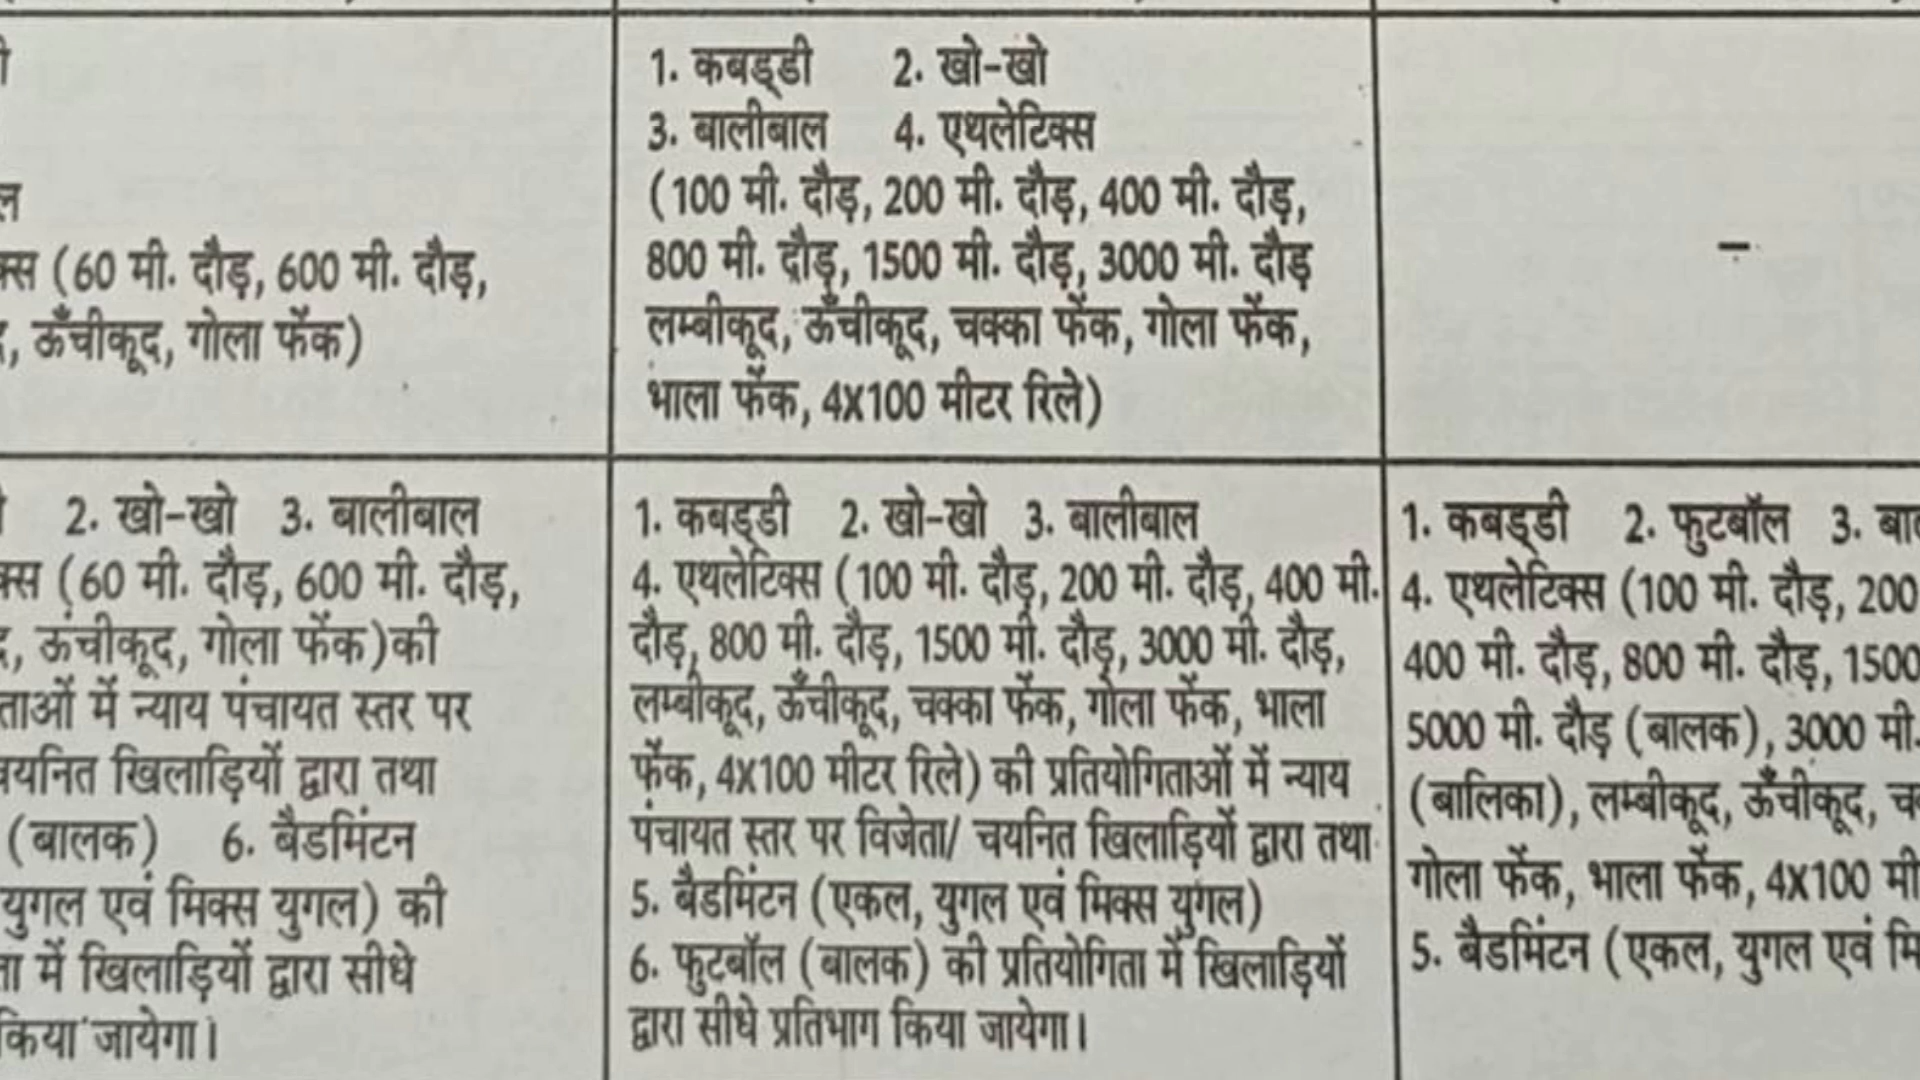 1. कबड्डी 2. खो-खो
3. बालीबाल 4. एथलेटिक्स
(100 मी. दौड़, 200 मी. दौड़, 400 मी. दौड़,
क्स (60 मी. दौड़, 600 मी. दौड़,
800 मी. दौड़, 1500 मी. दौड़, 3000 मी. दौड़
, ऊँचीकूद, गोला फेंक)
लम्बीकूद, ऊँचीकूद, चक्का फेंक, गोला फेंक,
भाला फेंक, 4X100 मीटर रिले)
–
2. खो-खो 3. बालीबाल
क्स (60 मी. दौड़, 600 मी. दौड़,
, ऊंचीकूद, गोला फेंक)की
ताओं में न्याय पंचायत स्तर पर
चयनित खिलाड़ियों द्वारा तथा
(बालक) 6. बैडमिंटन
युगल एवं मिक्स युगल) की
ता में खिलाड़ियों द्वारा सीधे
किया जायेगा।
1. कबड्डी 2. खो-खो 3. बालीबाल
4. एथलेटिक्स (100 मी. दौड़, 200 मी. दौड़, 400 मी.
दौड़, 800 मी. दौड़, 1500 मी. दौड़, 3000 मी. दौड़,
लम्बीकूद, ऊँचीकूद, चक्का फेंक, गोला फेंक, भाला
फेंक, 4X100 मीटर रिले) की प्रतियोगिताओं में न्याय
पंचायत स्तर पर विजेता/ चयनित खिलाड़ियों द्वारा तथा
5. बैडमिंटन (एकल, युगल एवं मिक्स युगल)
6. फुटबॉल (बालक) की प्रतियोगिता में खिलाड़ियों
द्वारा सीधे प्रतिभाग किया जायेगा।
1. कबड्डी 2. फुटबॉल 3. बा
4. एथलेटिक्स (100 मी. दौड़, 200
400 मी. दौड़, 800 मी. दौड़, 1500
5000 मी. दौड़ (बालक), 3000 मी.
(बालिका), लम्बीकूद, ऊँचीकूद, च
गोला फेंक, भाला फेंक, 4X100 मी
5. बैडमिंटन (एकल, युगल एवं मि